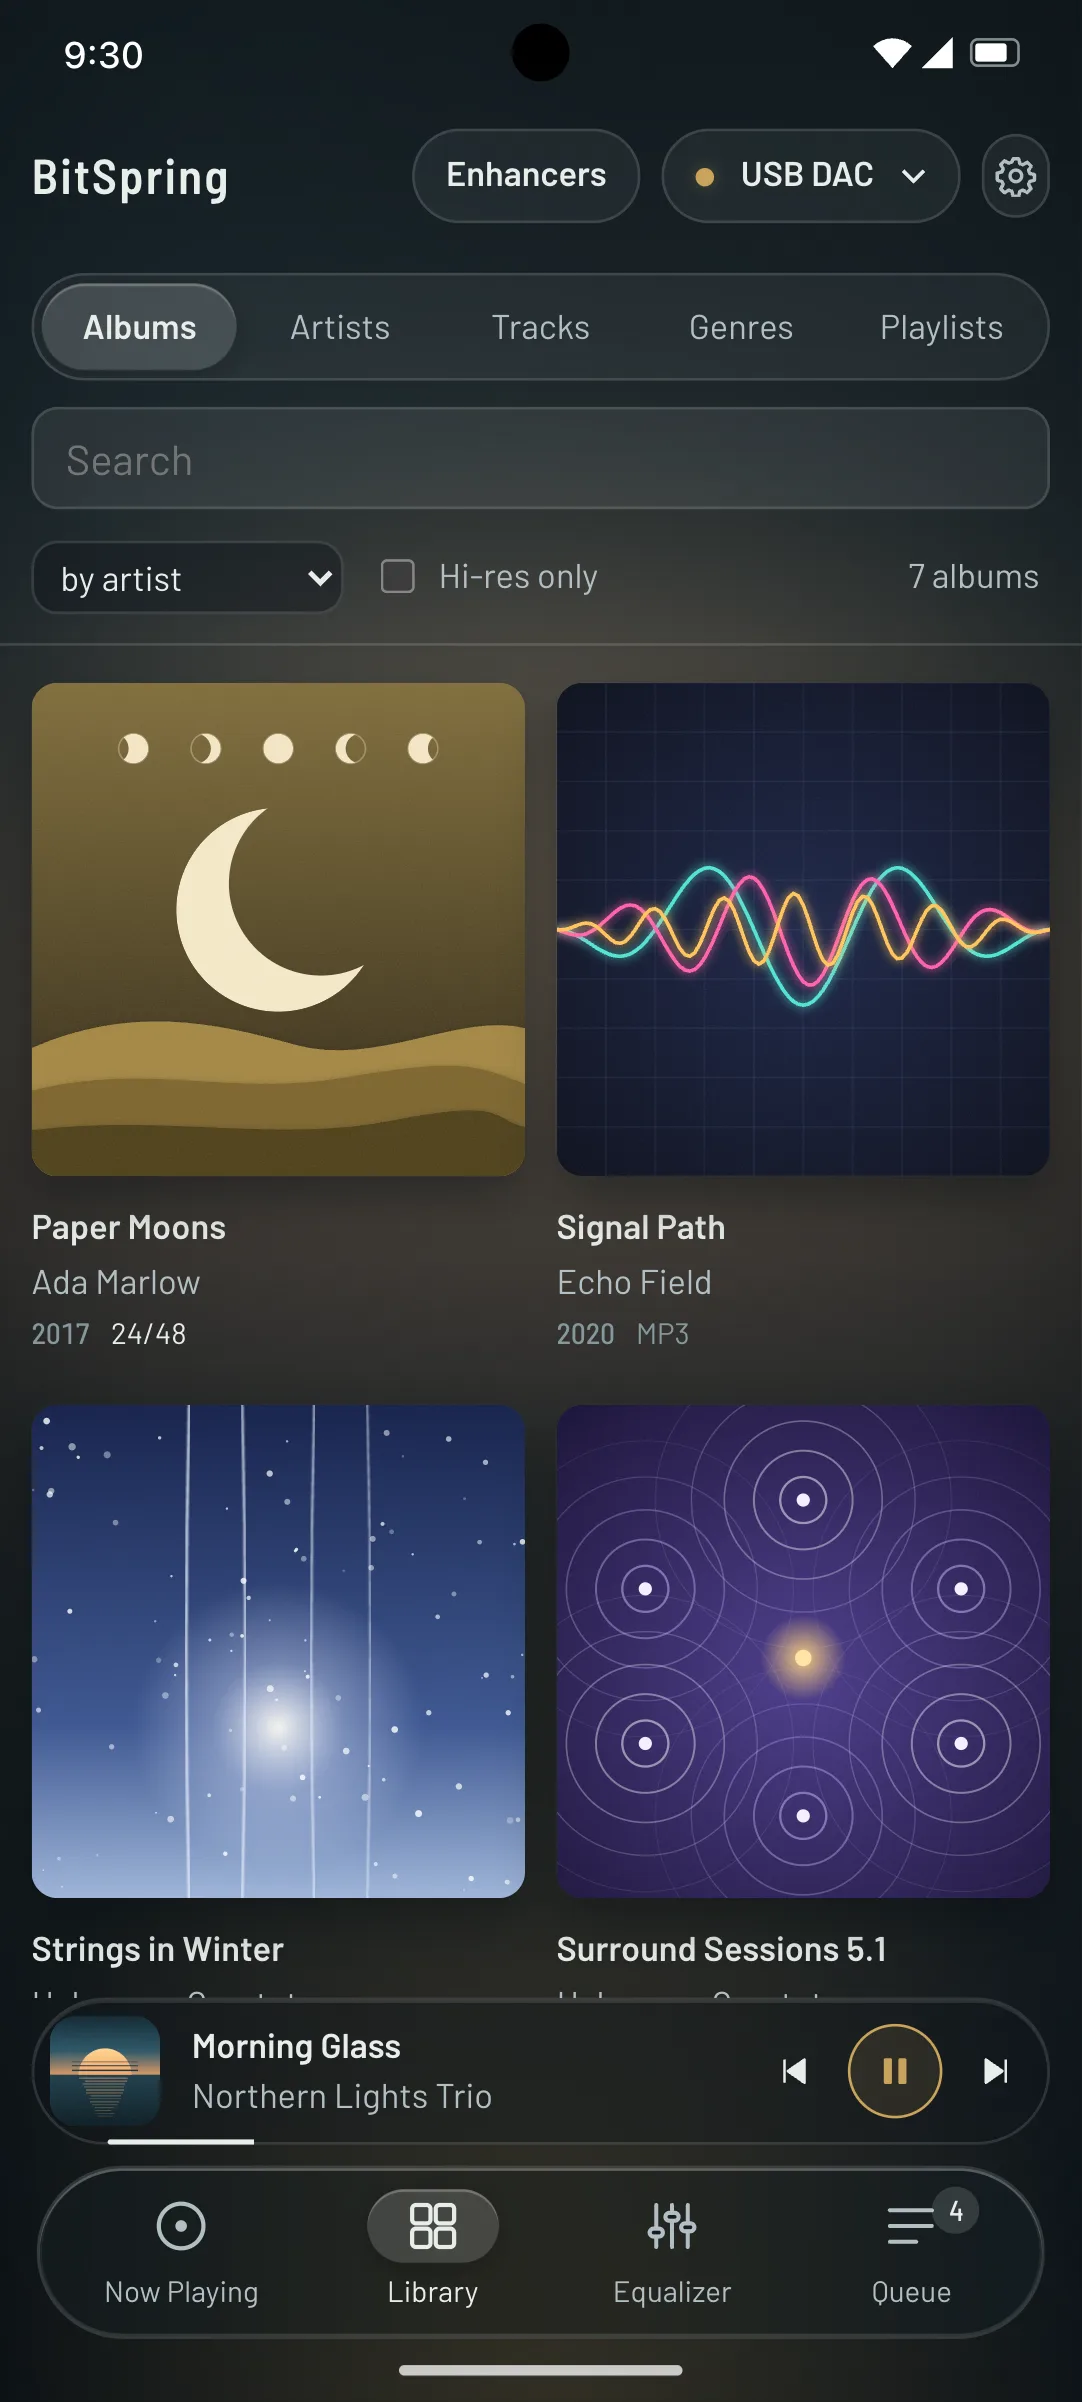 9:30
BitSpring
Enhancers
USB DAC
Albums
Artists
Tracks
Genres
Playlists
Search
by artist
Hi-res only
7 albums
Paper Moons
Ada Marlow
2017 24/48
Signal Path
Echo Field
2020 MP3
Strings in Winter
Surround Sessions 5.1
Morning Glass
Northern Lights Trio
4
Now Playing
Library
Equalizer
Queue